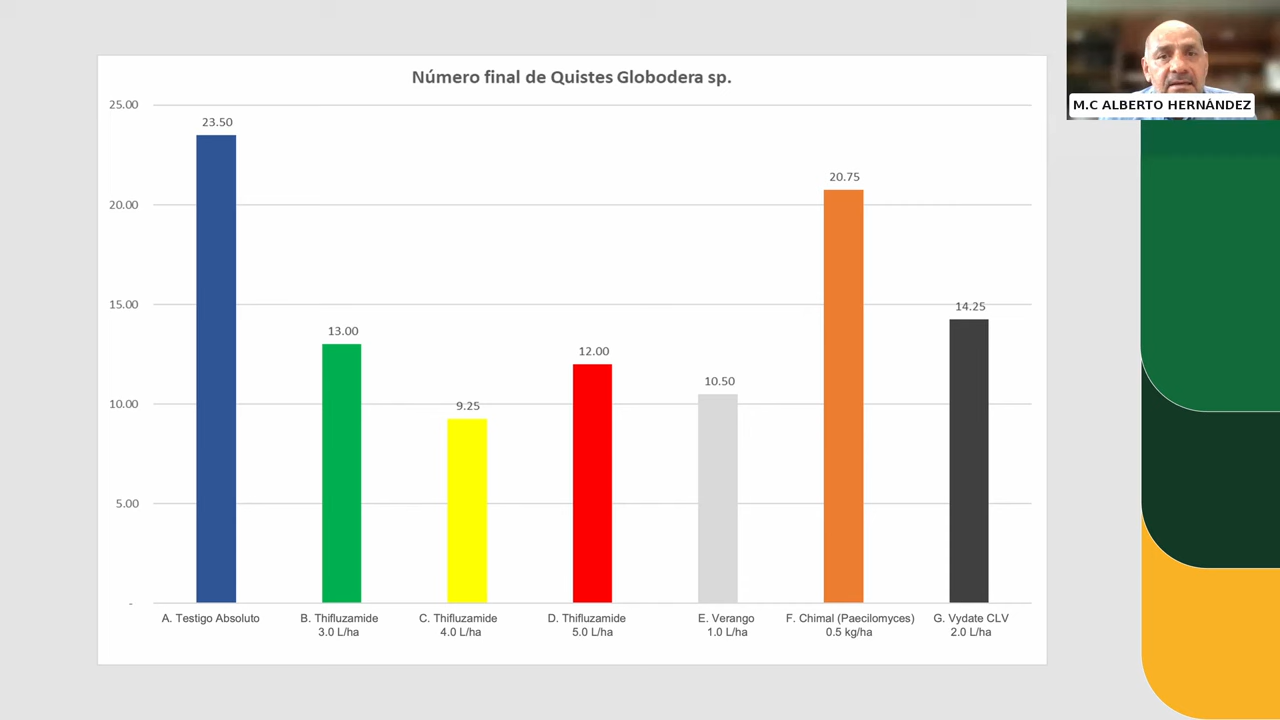 M.C ALBERTO HERNÁNDEZ
Número final de Quistes Globodera sp.
25.00
20.00
15.00
10.00
5.00
-
23.50
13.00
9.25
12.00
10.50
20.75
14.25
A. Testigo Absoluto
B. Thifluzamide
3.0 L/ha
C. Thifluzamide
4.0 L/ha
D. Thifluzamide
5.0 L/ha
E. Verango
1.0 L/ha
F. Chimal (Paecilomyces)
0.5 kg/ha
G. Vydate CLV
2.0 L/ha